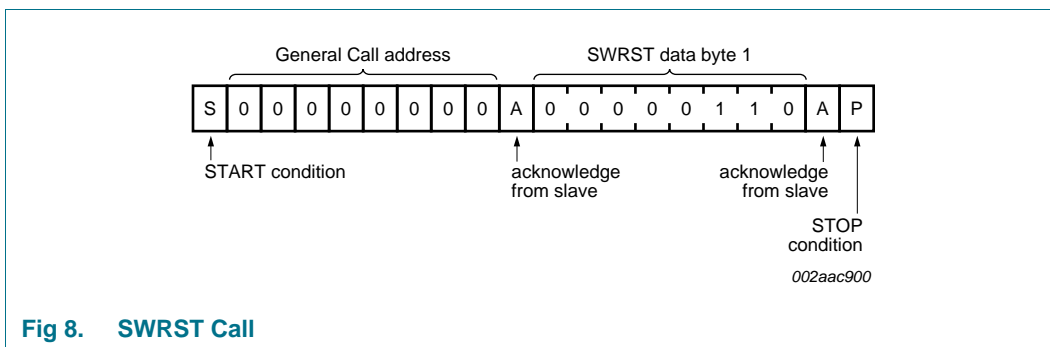 General Call address SWRST data byte 1
S 0 0 0 0 0 0 0 0 A 0 0 0 0 0 1 1 0 A P
START condition acknowledge acknowledge
from slave from slave
STOP
condition
002aac900
Fig 8. SWRST Call